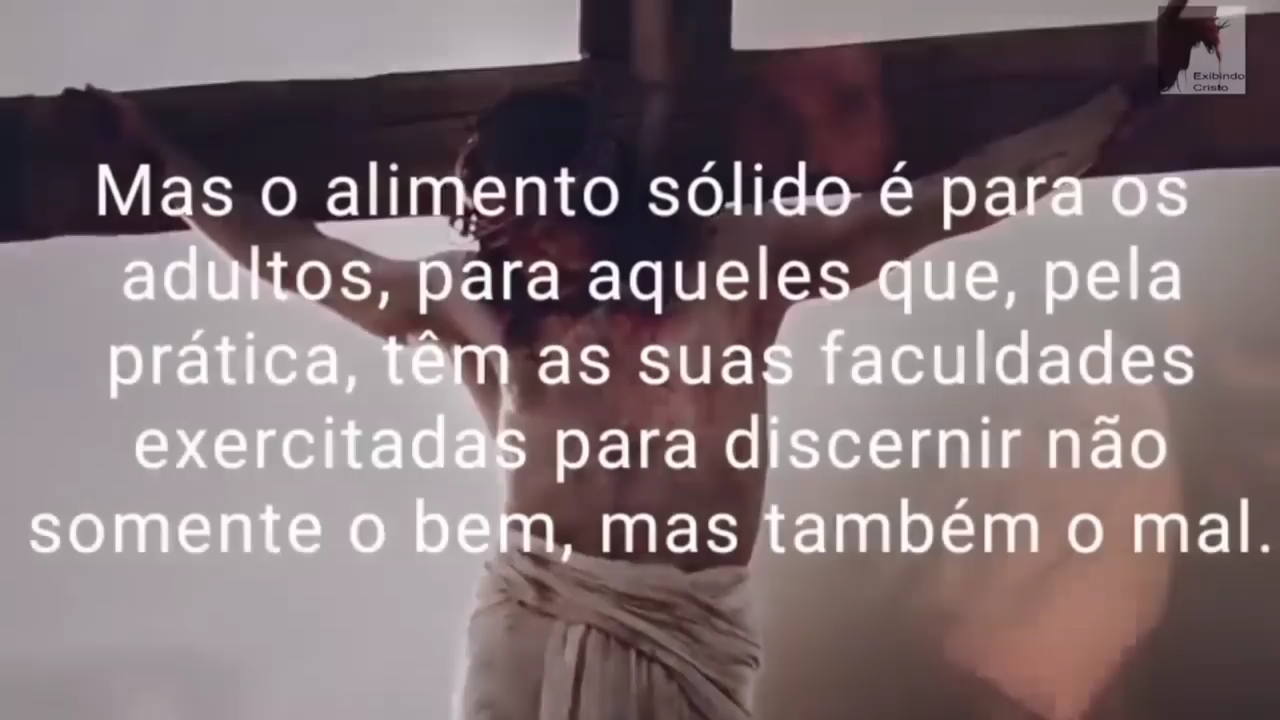 Exibindo
Cristo
Mas o alimento sólido é para os
adultos, para aqueles que, pela
prática, têm as suas faculdades
exercitadas para discernir não
somente o bem, mas também o mal.